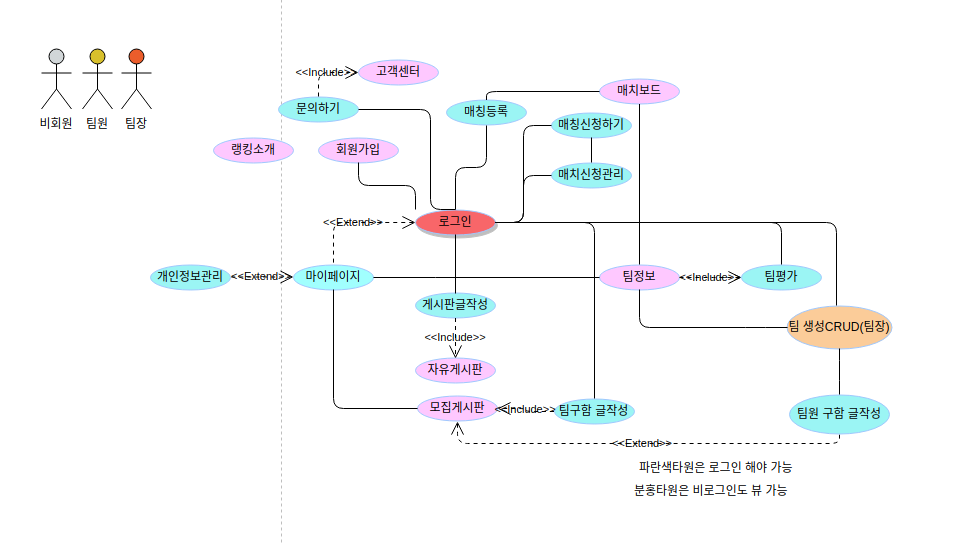 <<Include>>
고객센터
매치보드
문의하기
매칭등록
비회원
팀원
팀장
매칭신청하기
랭킹소개
회원가입
매치신청관리
<<Extend>>
로그인
개인정보관리
<<Extend>>
마이페이지
팀정보
<<Include>>
팀평가
게시판글작성
팀 생성CRUD(팀장)
<<Include>>
자유게시판
모집게시판
<<Include>>
팀구함 글작성
팀원 구함 글작성
<<Extend>>
파란색타원은 로그인 해야 가능
분홍타원은 비로그인도 뷰 가능